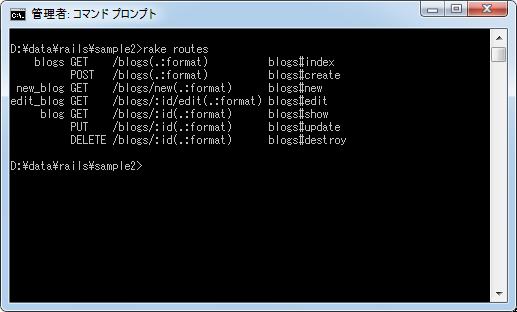 管理者: コマンド プロンプト
D:¥data¥rails¥sample2>rake routes
    blogs GET    /blogs(.:format)          blogs#index
          POST   /blogs(.:format)          blogs#create
 new_blog GET    /blogs/new(.:format)      blogs#new
edit_blog GET    /blogs/:id/edit(.:format) blogs#edit
     blog GET    /blogs/:id(.:format)      blogs#show
          PUT    /blogs/:id(.:format)      blogs#update
          DELETE /blogs/:id(.:format)      blogs#destroy
D:¥data¥rails¥sample2>